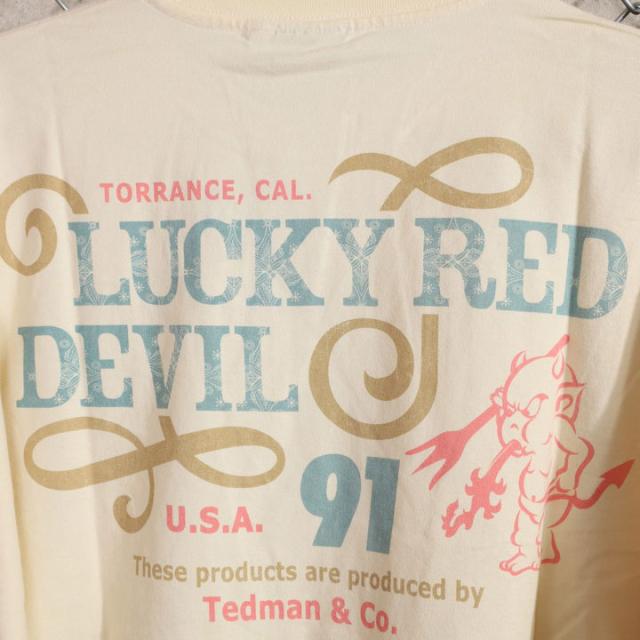 TORRANCE, CAL.
LUCKY RED
DEVIL
91
U.S.A.
These products are produced by
Tedman & Co.